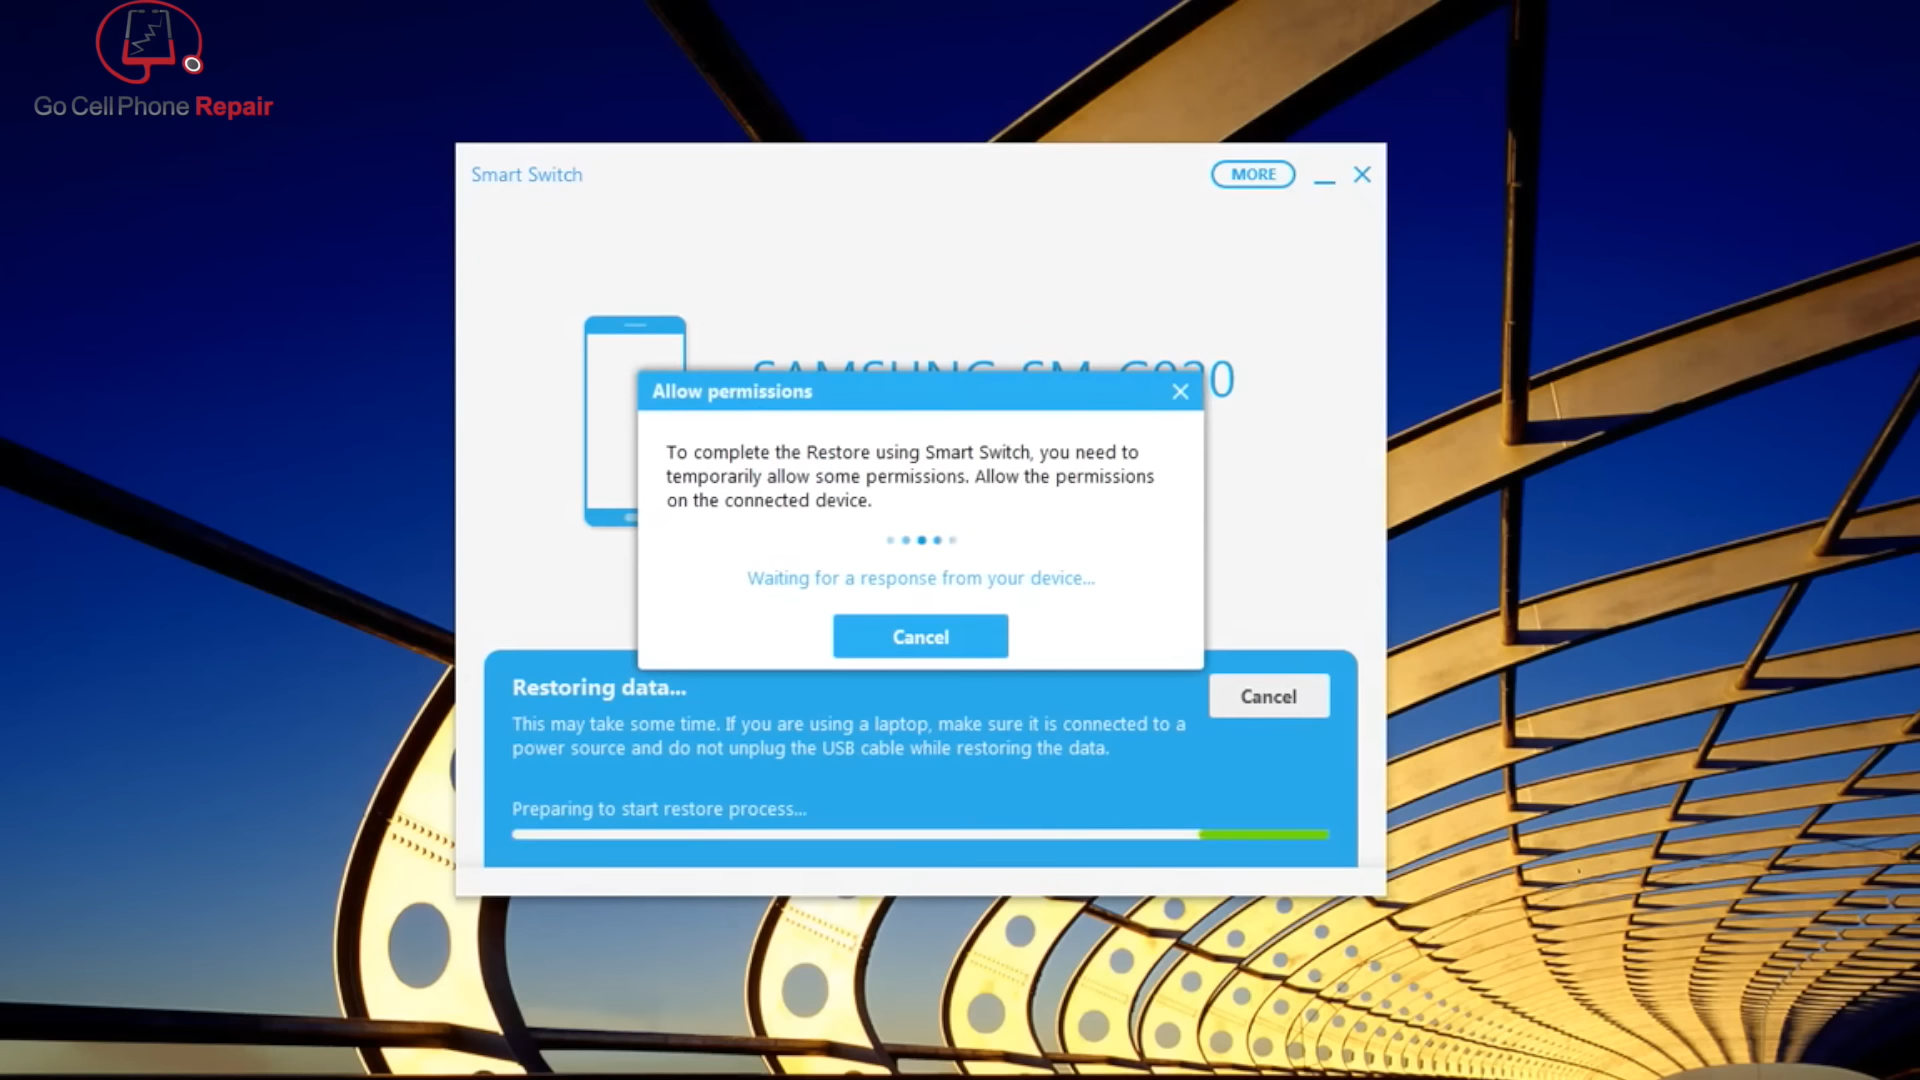 Go Cell Phone Repair
Smart Switch
MORE
SAMSUNG SM-G920
Allow permissions
To complete the Restore using Smart Switch, you need to
temporarily allow some permissions. Allow the permissions
on the connected device.
Waiting for a response from your device...
Cancel
Restoring data...
Cancel
This may take some time. If you are using a laptop, make sure it is connected to a
power source and do not unplug the USB cable while restoring the data.
Preparing to start restore process...